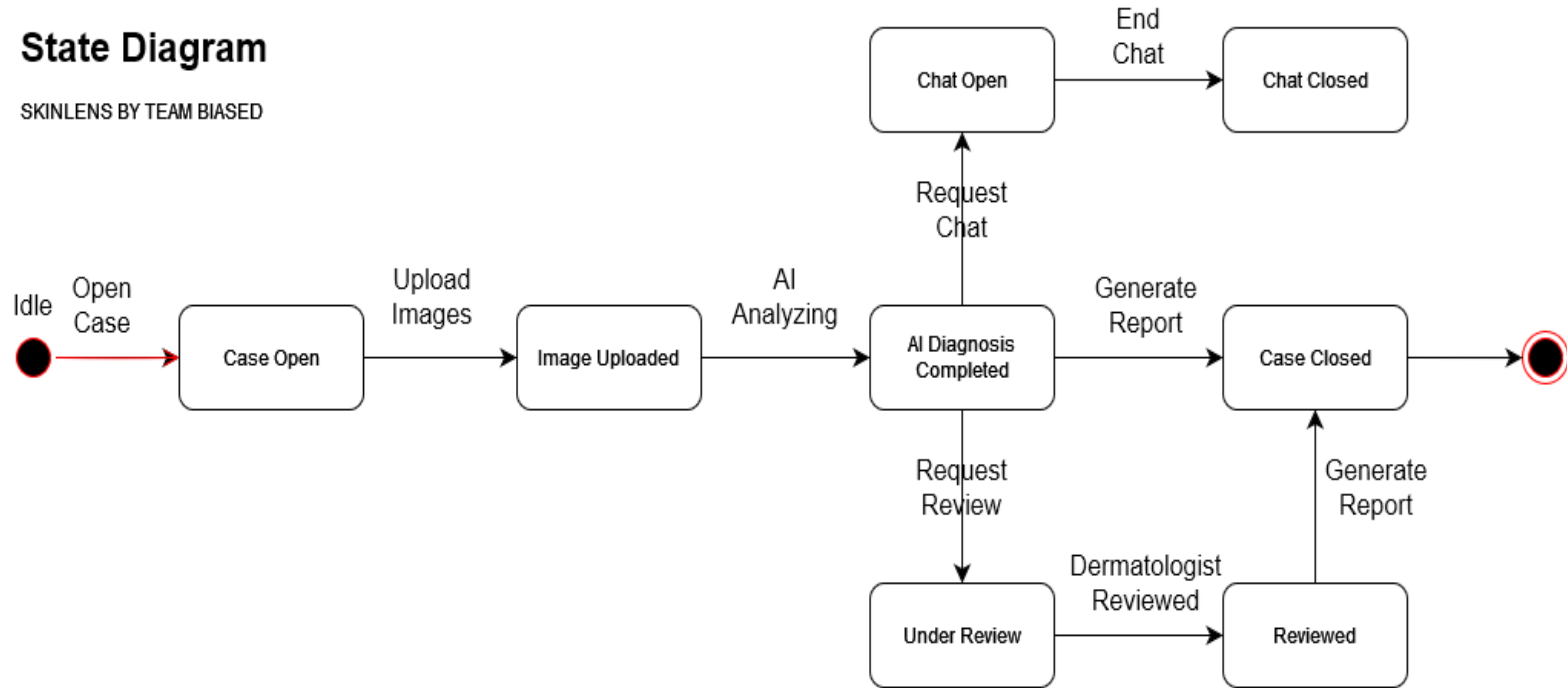 State Diagram
SKINLENS BY TEAM BIASED
End
Chat
Chat Open
Chat Closed
Request
Chat
Idle
Open
Case
Upload
Images
AI
Analyzing
Generate
Report
Case Open
Image Uploaded
AI Diagnosis
Completed
Case Closed
Request
Review
Generate
Report
Dermatologist
Reviewed
Under Review
Reviewed